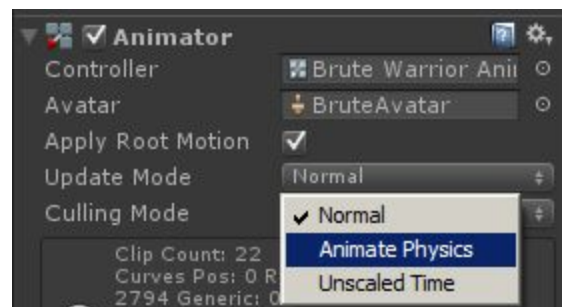 Animator
Controller Brute Warrior Ani
Avatar BruteAvatar
Apply Root Motion
Update Mode Normal
Culling Mode
Normal
Animate Physics
Unscaled Time
Clip Count: 22
Curves Pos: 0 R
2794 Generic: 0